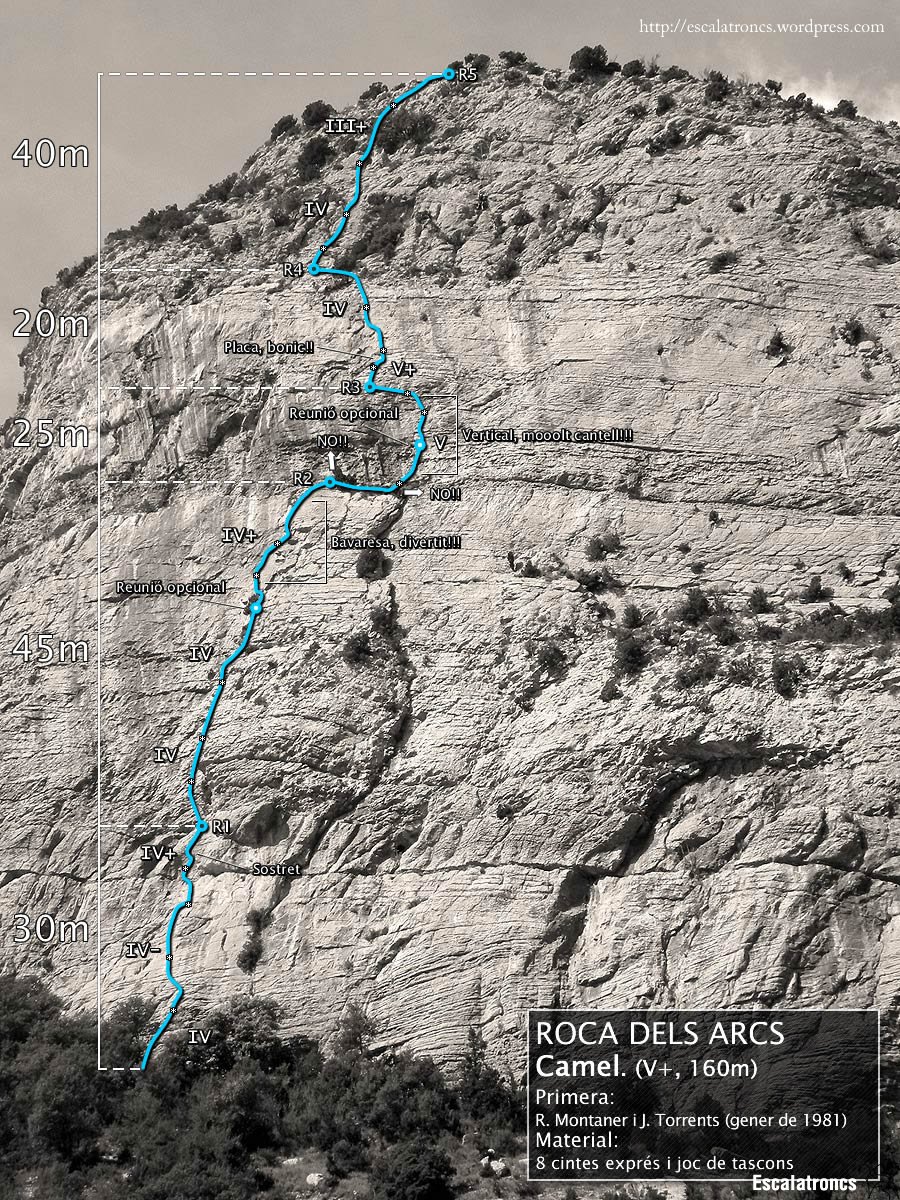 http://escalatroncs.wordpress.com
R5
III+
40m
IV
R4
IV
20m
Placa, bonic!!
V+
R3
Reunió opcional
25m
NO!!
V
Vertical, mooolt cantell!!!
R2
NO!!
IV+
Bavaresa, divertit!!!
Reunió opcional
45m
IV
IV
R1
IV+
Sostret
30m
IV-
IV
ROCA DELS ARCS
Camel. (V+, 160m)
Primera:
R. Montaner i J. Torrents (gener de 1981)
Material:
8 cintes exprés i joc de tascons
Escalatroncs